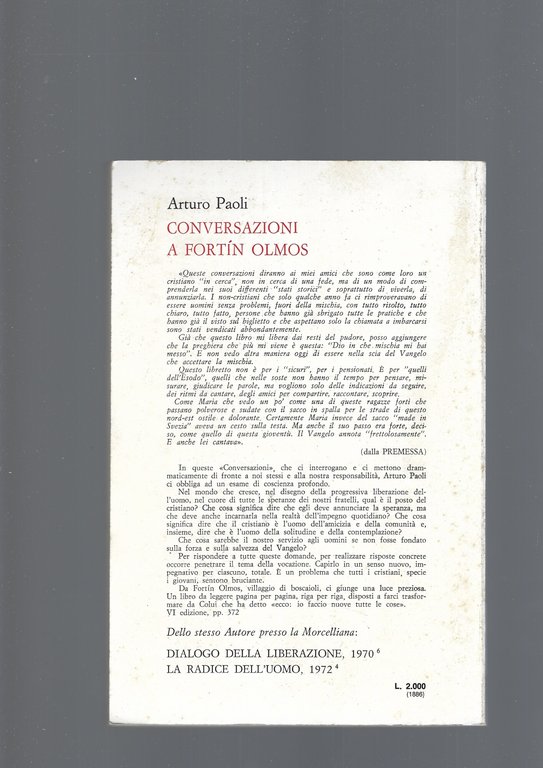 Arturo Paoli
CONVERSAZIONI
A FORTÍN OLMOS
«Queste conversazioni diranno ai miei amici che sono come loro un
cristiano "in cerca", non in cerca di una fede, ma di un modo di com-
prenderla nei suoi differenti "stati storici" e soprattutto di viverla, di
annunziarla. I non-cristiani che solo qualche anno fa ci rimproveravano di
essere uomini senza problemi, fuori della mischia, con tutto risolto, tutto
chiaro, tutto fatto, persone che hanno già sbrigato tutte le pratiche e che
hanno già il visto sul biglietto e che aspettano solo la chiamata a imbarcarsi
sono stati vendicati abbondantemente.
Già che questo libro mi libera dai resti del pudore, posso aggiungere
che la preghiera che più mi viene è questa: "Dio in che mischia mi hai
messo". E non vedo altra maniera oggi di essere nella scia del Vangelo
che accettare la mischia.
Questo libretto non è per i "sicuri", per i pensionati. È per "quelli
dell'Esodo", quelli che nelle soste non hanno il tempo per pensare, mi-
surare, giudicare le parole, ma vogliono solo delle indicazioni da seguire,
dei ritmi da cantare, degli amici per compartire, raccontare, scoprire.
Come Maria che vedo un po' come una di queste ragazze forti che
passano polverose e sudate con il sacco in spalla per le strade di questo
nord-est ostile e dolorante. Certamente Maria invece del sacco "made in
Svezia" aveva un cesto sulla testa. Ma anche il suo passo era forte, deci-
so, come quello di questa gioventù. Il Vangelo annota "frettolosamente".
E anche lei cantava».
(dalla PREMESSA)
In queste «Conversazioni», che ci interrogano e ci mettono dram-
maticamente di fronte a noi stessi e alla nostra responsabilità, Arturo Paoli
ci obbliga ad un esame di coscienza profondo.
Nel mondo che cresce, nel disegno della progressiva liberazione del-
l'uomo, nel cuore di tutte le speranze dei nostri fratelli, qual è il posto del
cristiano? Che cosa significa dire che egli deve annunciare la speranza, ma
che deve anche incarnarla nella realtà dell'impegno quotidiano? Che cosa
significa dire che il cristiano è l'uomo dell'amicizia e della comunità e,
insieme, dire che è l'uomo della solitudine e della contemplazione?
Che cosa sarebbe il nostro servizio agli uomini se non fosse fondato
sulla forza e sulla salvezza del Vangelo?
Per rispondere a tutte queste domande, per realizzare risposte concrete
occorre penetrare il tema della vocazione. Capirlo in un senso nuovo, im-
pegnativo per ciascuno, totale. È un problema che tutti i cristiani, specie
i giovani, sentono bruciante.
Da Fortín Olmos, villaggio di boscaioli, ci giunge una luce preziosa.
Un libro da leggere pagina per pagina, riga per riga, disposti a farci trasfor-
mare da Colui che ha detto «ecco: io faccio nuove tutte le cose».
VI edizione, pp. 372
Dello stesso Autore presso la Morcelliana:
DIALOGO DELLA LIBERAZIONE, 1970⁶
LA RADICE DELL'UOMO, 1972⁴
L. 2.000
(1886)